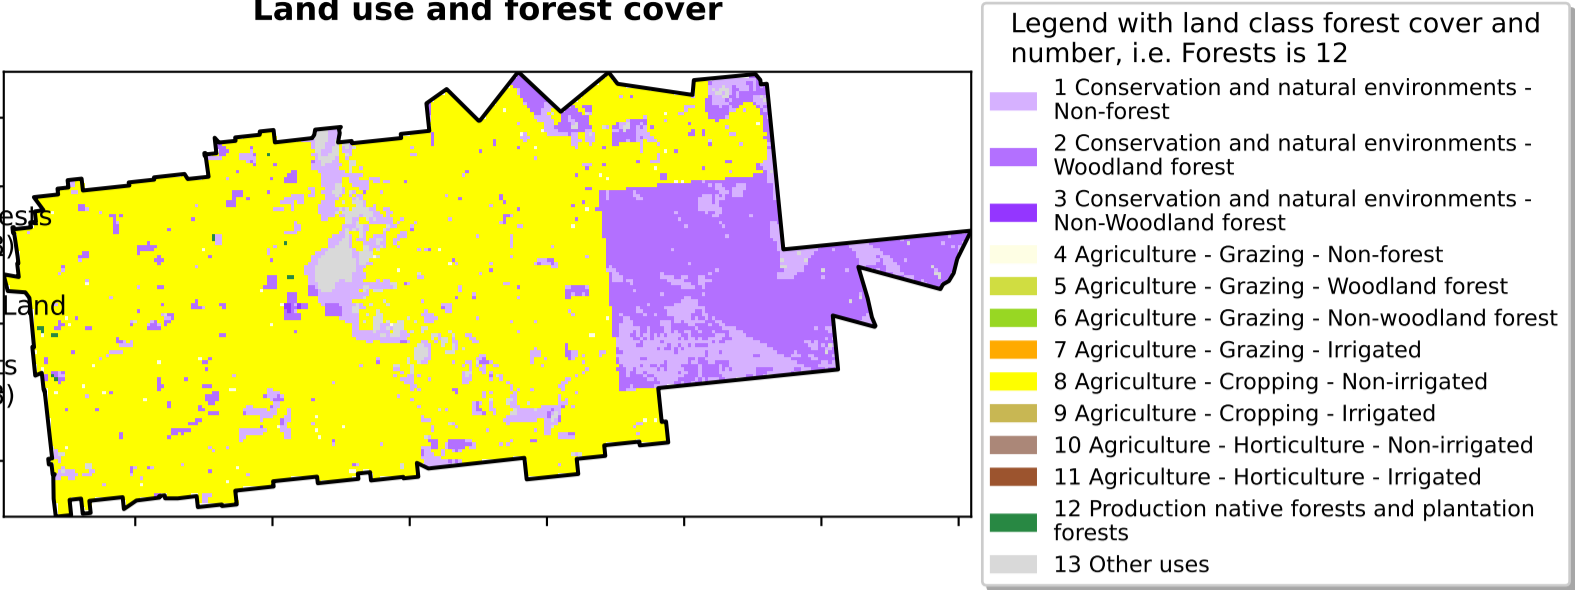 Land use and forest cover
ests
3)
Land
s
3)
Legend with land class forest cover and
number, i.e. Forests is 12
1 Conservation and natural environments -
Non-forest
2 Conservation and natural environments -
Woodland forest
3 Conservation and natural environments -
Non-Woodland forest
4 Agriculture - Grazing - Non-forest
5 Agriculture - Grazing - Woodland forest
6 Agriculture - Grazing - Non-woodland forest
7 Agriculture - Grazing - Irrigated
8 Agriculture - Cropping - Non-irrigated
9 Agriculture - Cropping - Irrigated
10 Agriculture - Horticulture - Non-irrigated
11 Agriculture - Horticulture - Irrigated
12 Production native forests and plantation
forests
13 Other uses